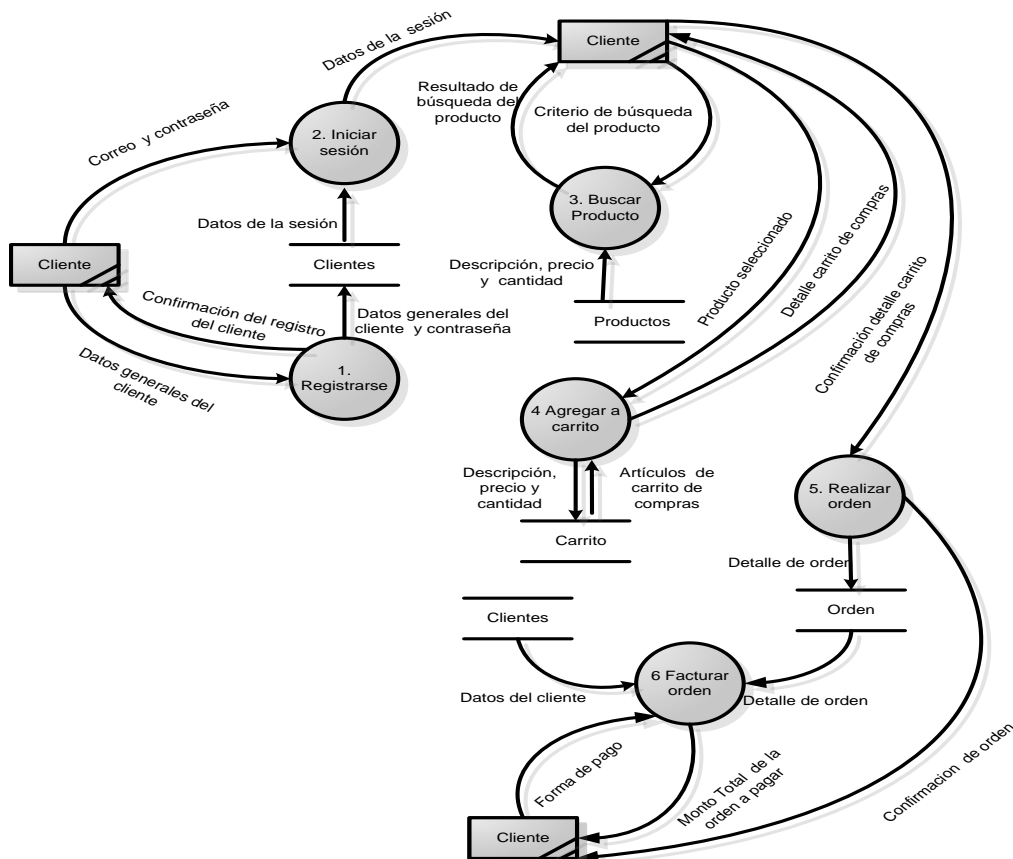 Datos de la sesión
Cliente
Resultado de
búsqueda del
producto
Criterio de búsqueda
del producto
Correo y contraseña
2. Iniciar
sesión
3. Buscar
Producto
Datos de la sesión
Cliente
Clientes
Descripción, precio
y cantidad
Productos
Producto seleccionado
Detalle carrito de compras
Confirmación detalle carrito
de compras
Confirmación del registro
del cliente
Datos generales del
cliente y contraseña
Datos generales del
cliente
1.
Registrarse
4 Agregar a
carrito
Descripción,
precio y
cantidad
Artículos de
carrito de
compras
5. Realizar
orden
Carrito
Detalle de orden
Clientes
Orden
6 Facturar
orden
Datos del cliente
Detalle de orden
Forma de pago
Monto Total de la
orden a pagar
Confirmacion de orden
Cliente